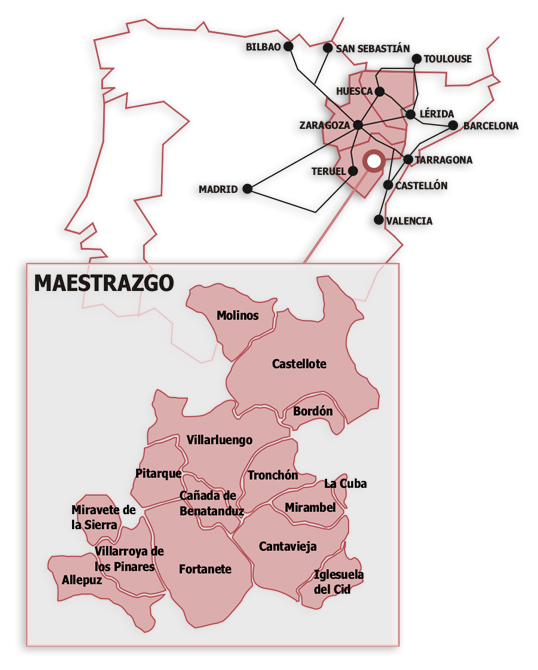 BILBAO
SAN SEBASTIÁN
TOULOUSE
HUESCA
LÉRIDA
ZARAGOZA
BARCELONA
TARRAGONA
TERUEL
MADRID
CASTELLÓN
VALENCIA
MAESTRAZGO
Molinos
Castellote
Bordón
Villarluengo
Pitarque
Tronchón
La Cuba
Cañada de
Benatanduz
Mirambel
Miravete de
la Sierra
Cantavieja
Villarroya de
los Pinares
Fortanete
Allepuz
Iglesuela
del Cid